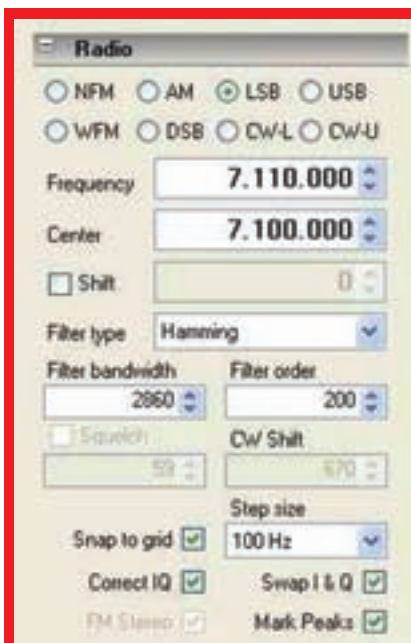 Radio
NFM AM LSB USB
WFM DSB CW-L CW-U
Frequency 7.110.000
Center 7.100.000
Shift 0
Filter type Hamming
Filter bandwidth Filter order
2860 200
Squelch CW Shift
59 670
Step size
Snap to grid 100 Hz
Correct IQ Swap I & Q
FM Stereo Mark Peaks